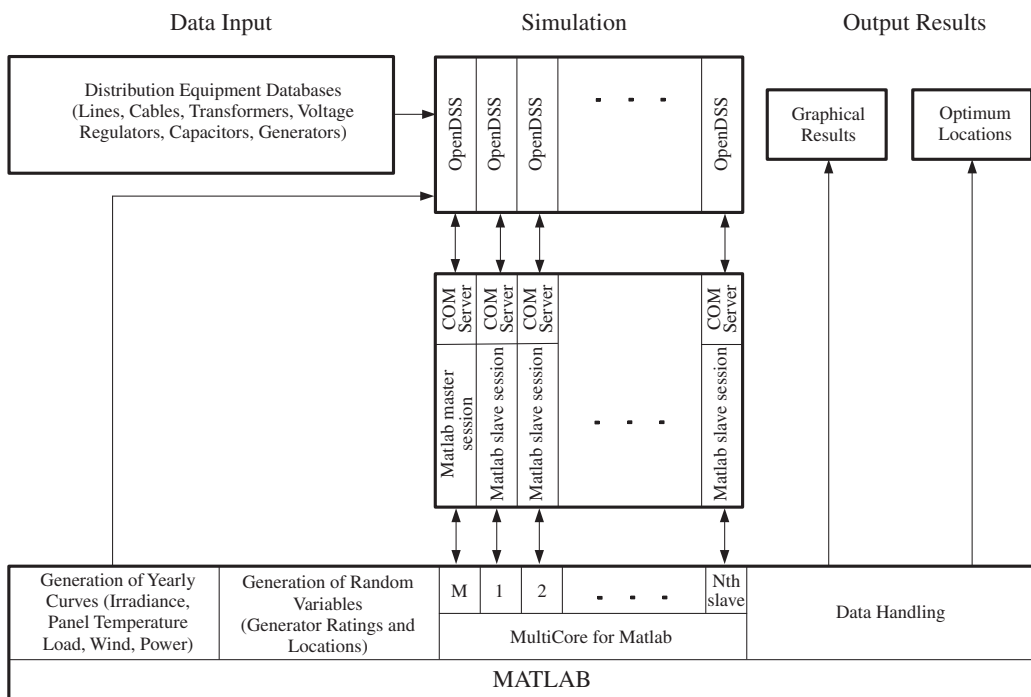 Data Input
Simulation
Output Results
Distribution Equipment Databases
(Lines, Cables, Transformers, Voltage
Regulators, Capacitors, Generators)
OpenDSS
OpenDSS
OpenDSS
. . .
OpenDSS
Graphical
Results
Optimum
Locations
COM
Server
COM
Server
COM
Server
COM
Server
Matlab master
session
Matlab slave session
Matlab slave session
. . .
Matlab slave session
Generation of Yearly
Curves (Irradiance,
Panel Temperature
Load, Wind, Power)
Generation of Random
Variables
(Generator Ratings and
Locations)
M
1
2
. . .
Nth
slave
MultiCore for Matlab
Data Handling
MATLAB